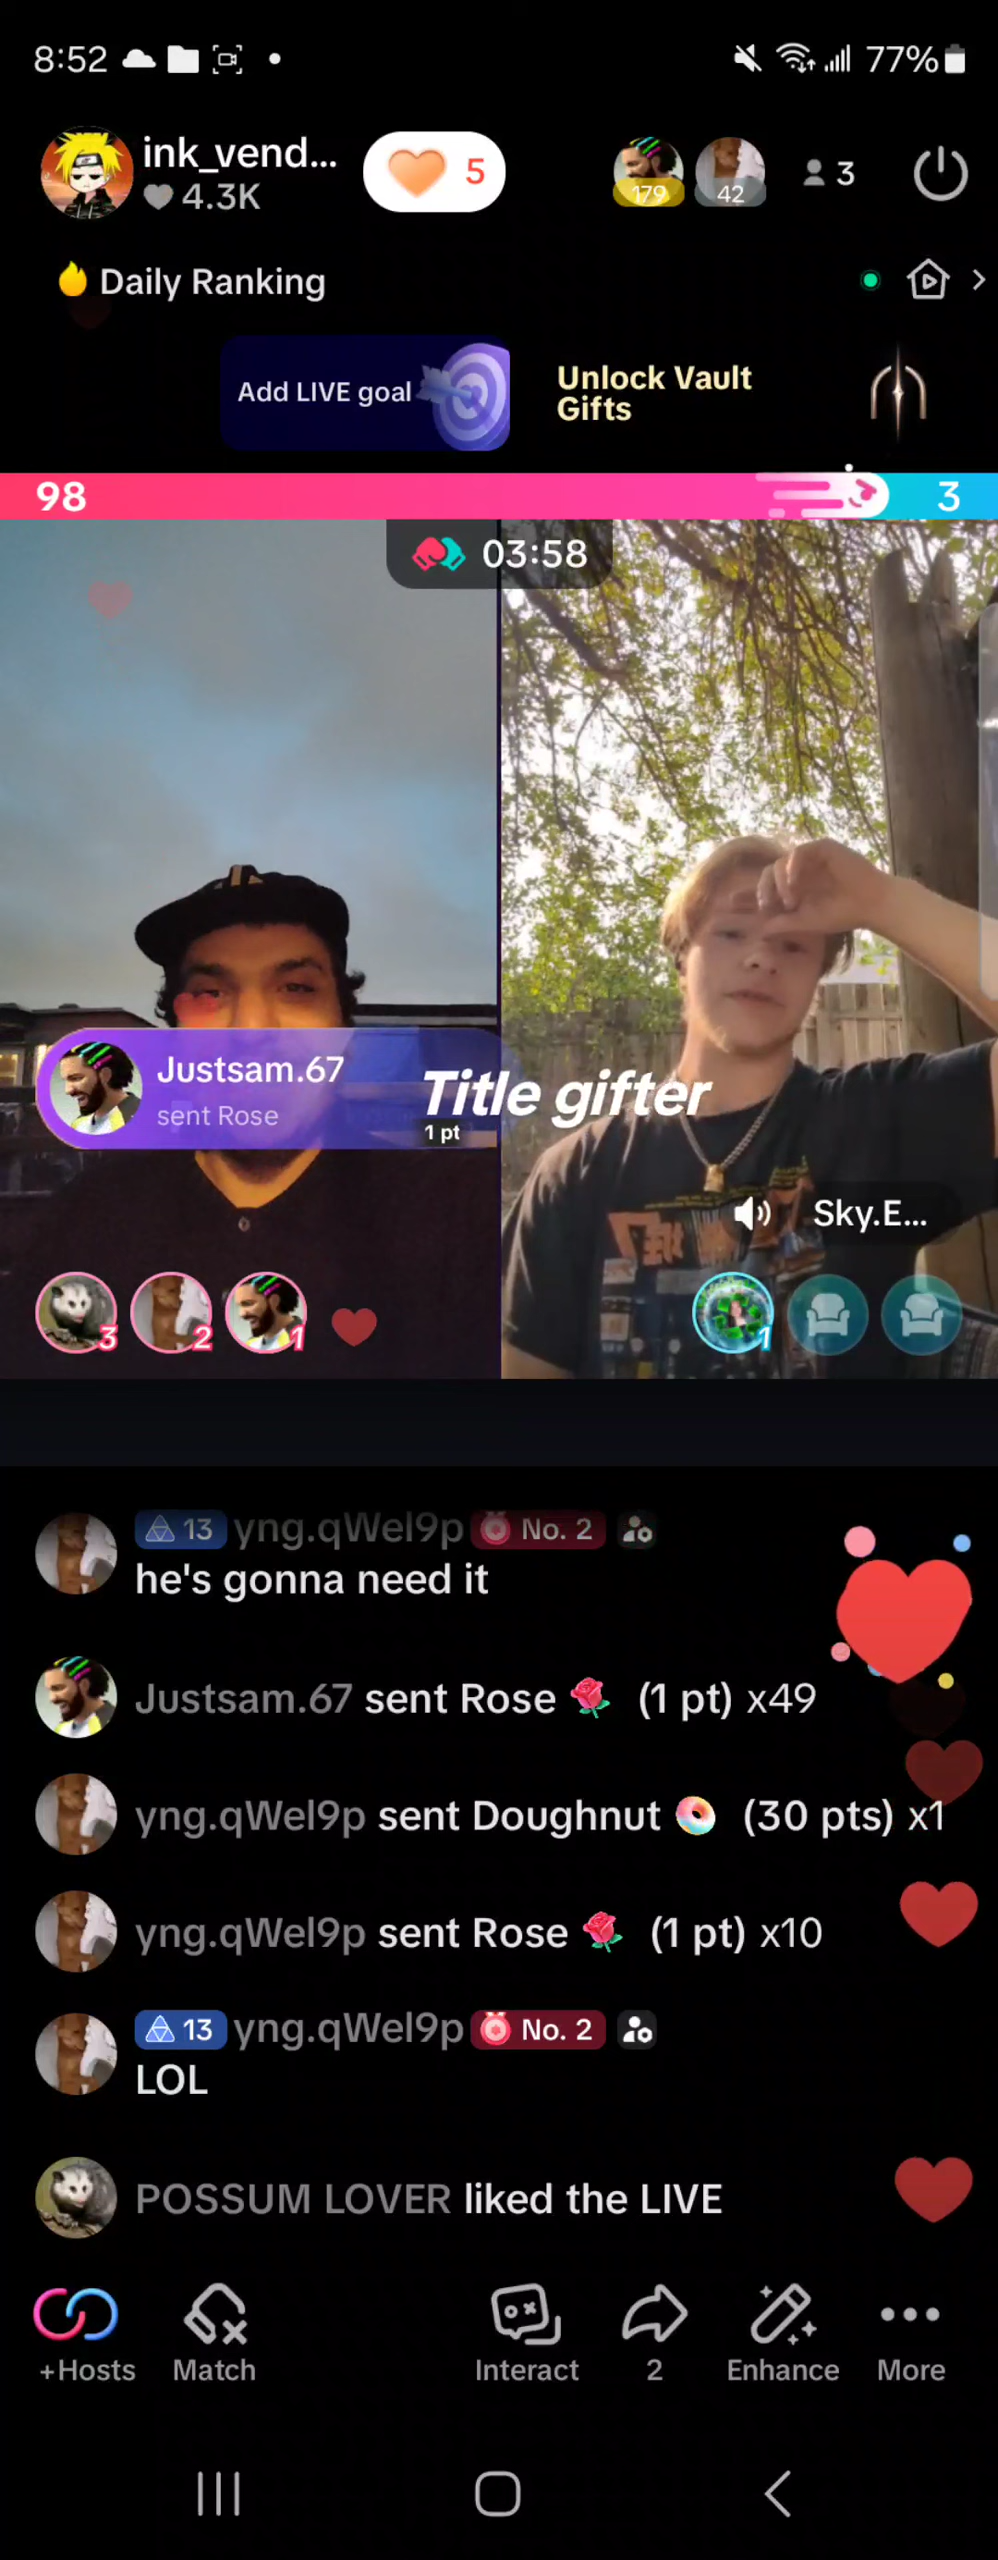 8:52 77%
ink_vend... 5 179 42 3
4.3K
Daily Ranking
Add LIVE goal
Unlock Vault
Gifts
98 3
03:58
Justsam.67
sent Rose
Title gifter
1 pt
Sky.E...
3 2 1 1
13 yng.qWel9p No. 2
he's gonna need it
Justsam.67 sent Rose (1 pt) x49
yng.qWel9p sent Doughnut (30 pts) x1
yng.qWel9p sent Rose (1 pt) x10
13 yng.qWel9p No. 2
LOL
POSSUM LOVER liked the LIVE
+Hosts Match Interact 2 Enhance More